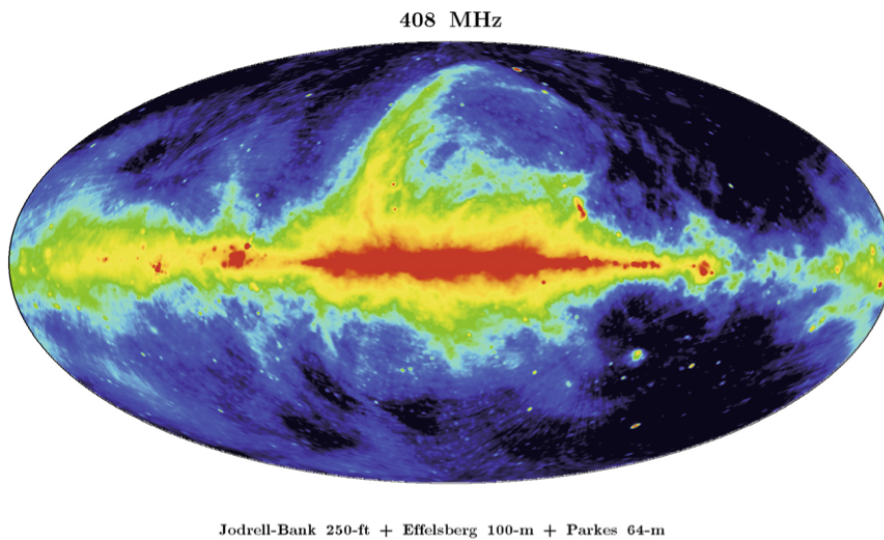 408 MHz
Jodrell-Bank 250-ft + Effelsberg 100-m + Parkes 64-m